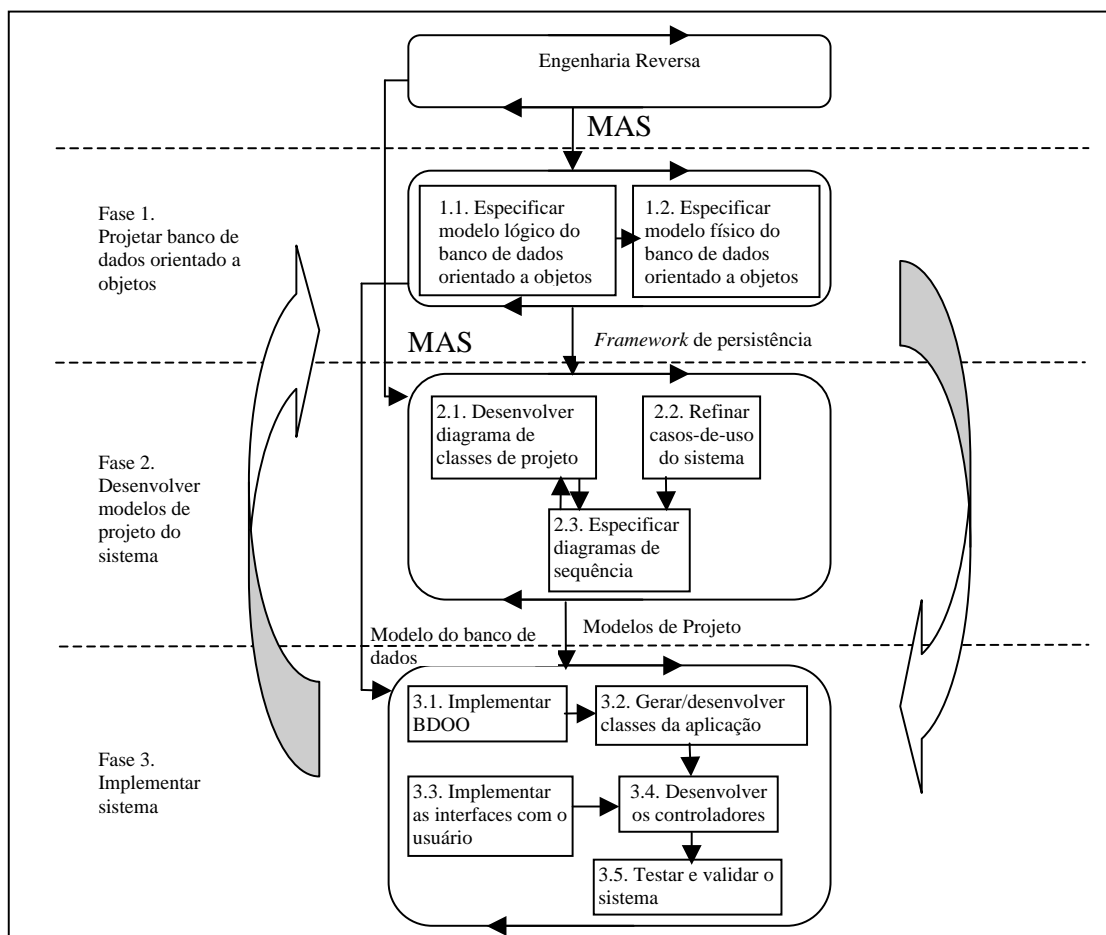 Engenharia Reversa
MAS
Fase 1.
Projetar banco de
dados orientado a
objetos
1.1. Especificar
modelo lógico do
banco de dados
orientado a objetos
1.2. Especificar
modelo físico do
banco de dados
orientado a objetos
MAS
Framework de persistência
Fase 2.
Desenvolver
modelos de
projeto do
sistema
2.1. Desenvolver
diagrama de
classes de projeto
2.2. Refinar
casos-de-uso
do sistema
2.3. Especificar
diagramas de
sequência
Modelo do banco de
dados
Modelos de Projeto
Fase 3.
Implementar
sistema
3.1. Implementar
BDOO
3.2. Gerar/desenvolver
classes da aplicação
3.3. Implementar
as interfaces com o
usuário
3.4. Desenvolver
os controladores
3.5. Testar e validar o
sistema